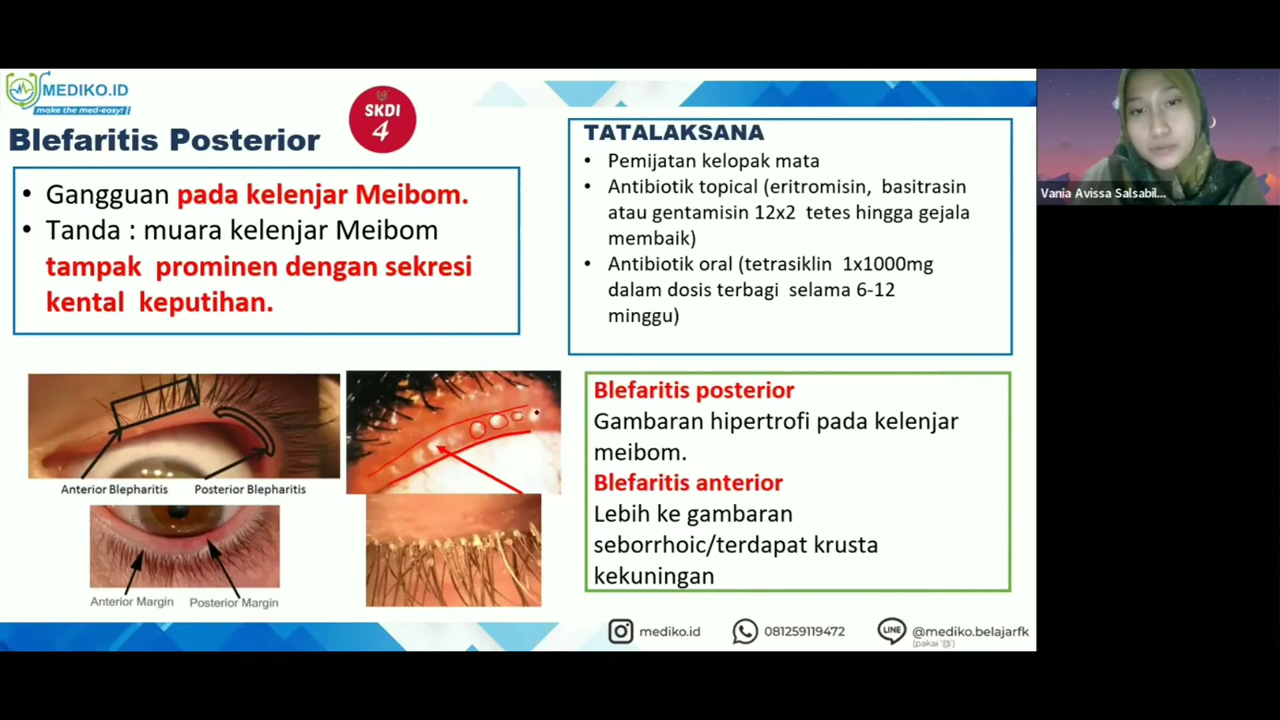 MEDIKO.ID
make the med-easy!
SKDI
4
Blefaritis Posterior
• Gangguan pada kelenjar Meibom.
• Tanda : muara kelenjar Meibom
tampak prominen dengan sekresi
kental keputihan.
TATALAKSANA
• Pemijatan kelopak mata
• Antibiotik topical (eritromisin, basitrasin
atau gentamisin 12x2 tetes hingga gejala
membaik)
• Antibiotik oral (tetrasiklin 1x1000mg
dalam dosis terbagi selama 6-12
minggu)
Vania Avissa Salsabil...
Anterior Blepharitis
Posterior Blepharitis
Anterior Margin
Posterior Margin
Blefaritis posterior
Gambaran hipertrofi pada kelenjar
meibom.
Blefaritis anterior
Lebih ke gambaran
seborrhoic/terdapat krusta
kekuningan
mediko.id
081259119472
LINE
@mediko.belajarfk
(pakai '@')